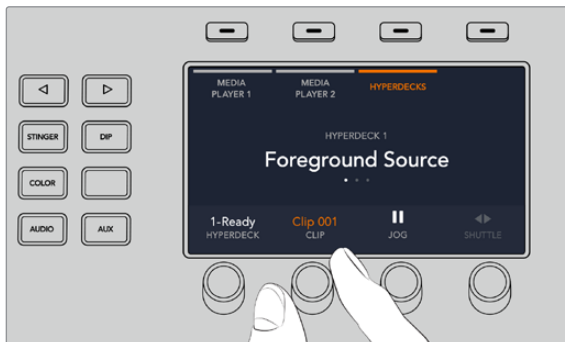 MEDIA
PLAYER 1
MEDIA
PLAYER 2
HYPERDECKS
HYPERDECK 1
Foreground Source
1-Ready
HYPERDECK
Clip 001
CLIP
JOG
SHUTTLE
STINGER
DIP
COLOR
AUDIO
AUX